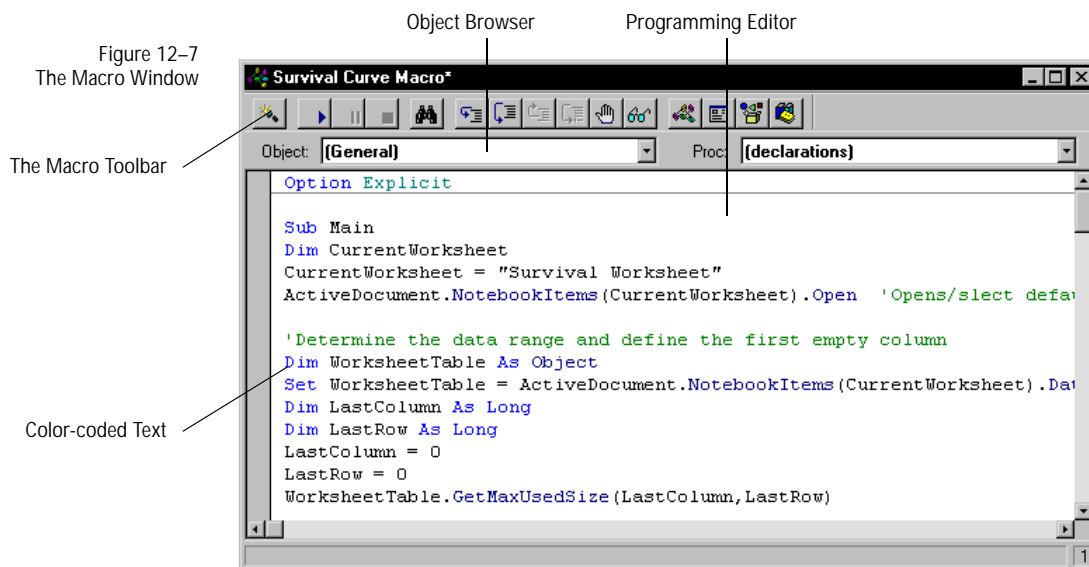 Object Browser
Programming Editor
Figure 12–7
The Macro Window
Survival Curve Macro*
The Macro Toolbar
Object: (General)
Proc: (declarations)
Option Explicit
Sub Main
Dim CurrentWorksheet
CurrentWorksheet = "Survival Worksheet"
ActiveDocument.NotebookItems(CurrentWorksheet).Open 'Opens/slect defau
'Determine the data range and define the first empty column
Dim WorksheetTable As Object
Set WorksheetTable = ActiveDocument.NotebookItems(CurrentWorksheet).Dat
Color-coded Text
Dim LastColumn As Long
Dim LastRow As Long
LastColumn = 0
LastRow = 0
WorksheetTable.GetMaxUsedSize(LastColumn,LastRow)
1